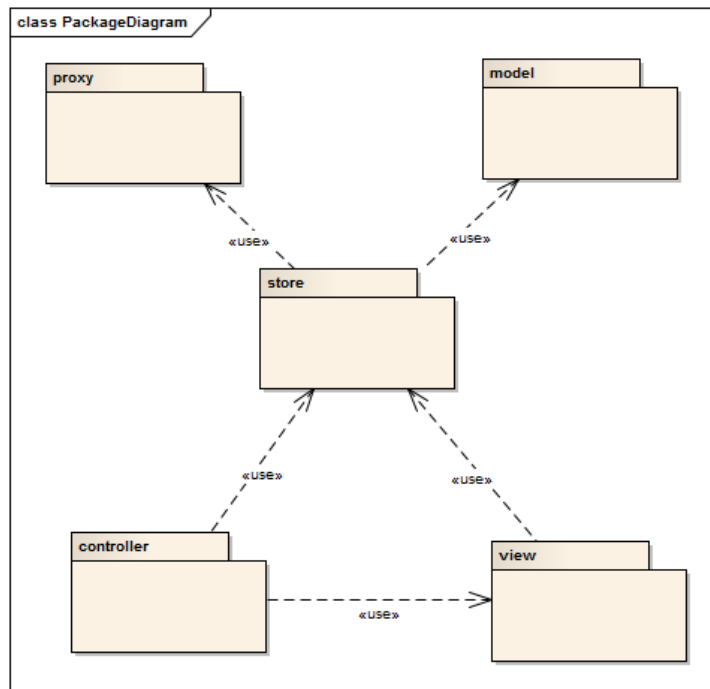 class PackageDiagram
proxy
model
«use»
«use»
store
«use»
«use»
controller
view
«use»